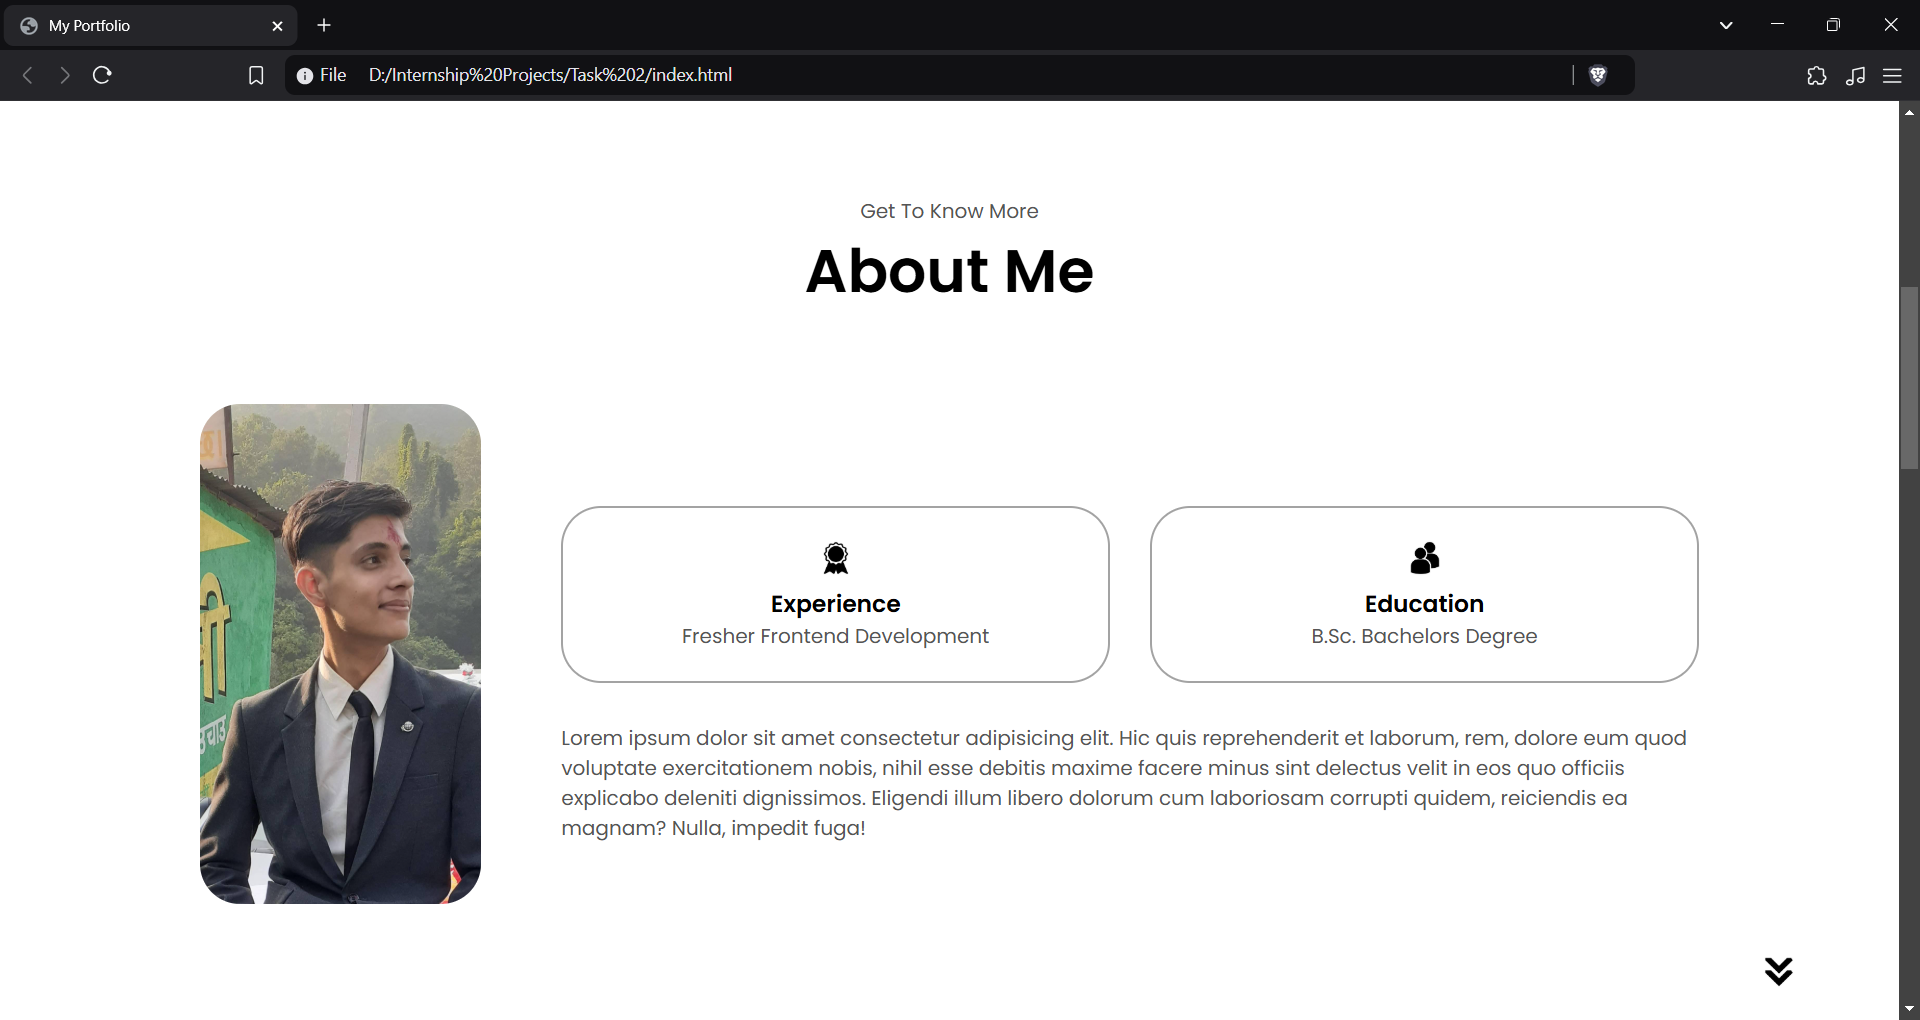 My Portfolio
File D:/Internship%20Projects/Task%202/index.html
Get To Know More
About Me
Experience
Fresher Frontend Development
Education
B.Sc. Bachelors Degree
Lorem ipsum dolor sit amet consectetur adipisicing elit. Hic quis reprehenderit et laborum, rem, dolore eum quod
voluptate exercitationem nobis, nihil esse debitis maxime facere minus sint delectus velit in eos quo officiis
explicabo deleniti dignissimos. Eligendi illum libero dolorum cum laboriosam corrupti quidem, reiciendis ea
magnam? Nulla, impedit fuga!